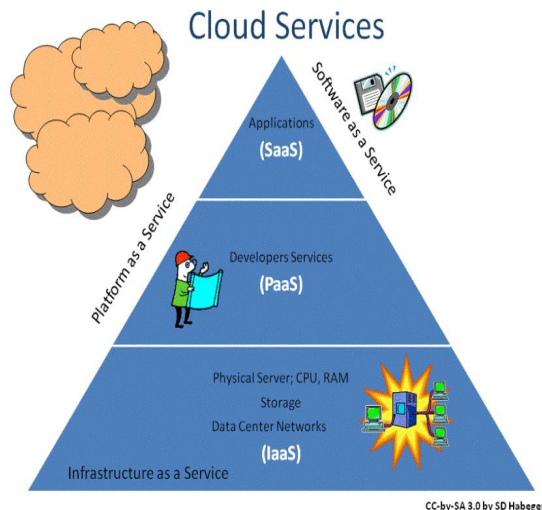 Cloud Services
Software as a Service
Applications
(SaaS)
Platform as a Service
Developers Services
(PaaS)
Physical Server; CPU, RAM
Storage
Data Center Networks
(IaaS)
Infrastructure as a Service
CC-by-SA 3.0 by SD Habeger